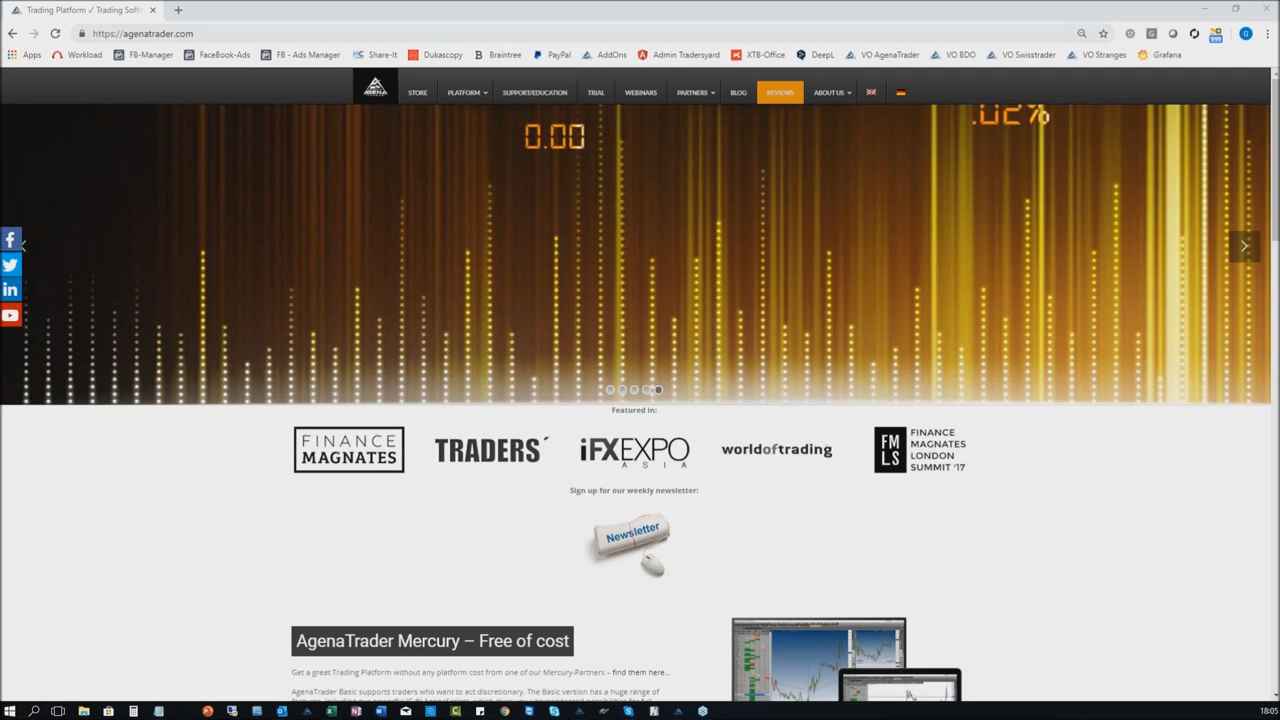 Trading Platform √ Trading Softw
https://agenatrader.com
Apps Workload FB-Manager FaceBook-Ads FB - Ads Manager Share-It Dukascopy Braintree PayPal AddOns Admin Tradersyard XTB-Office DeepL VO AgenaTrader VO BDO VO Swisstrader VO Stranges Grafana
STORE PLATFORM SUPPORT/EDUCATION TRIAL WEBINARS PARTNERS BLOG REVIEWS ABOUT US
0.00
.02%
Featured in:
FINANCE MAGNATES
TRADERS´
iFXEXPO ASIA
worldoftrading
FM LS
FINANCE
MAGNATES
LONDON
SUMMIT '17
Sign up for our weekly newsletter:
Newsletter
AgenaTrader Mercury – Free of cost
Get a great Trading Platform without any platform cost from one of our Mercury-Partners – find them here...
AgenaTrader Basic supports traders who want to act discretionary. The Basic version has a huge range of
18:05